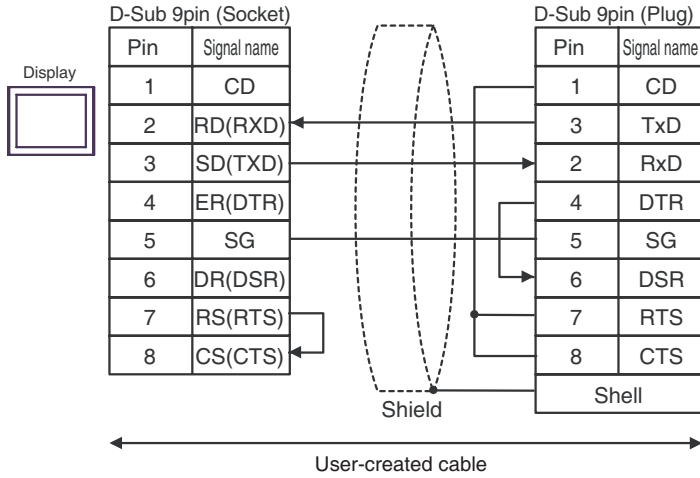 D-Sub 9pin (Socket) D-Sub 9pin (Plug)
Pin Signal name Pin Signal name
Display
1 CD 1 CD
2 RD(RXD) 3 TxD
3 SD(TXD) 2 RxD
4 ER(DTR) 4 DTR
5 SG 5 SG
6 DR(DSR) 6 DSR
7 RS(RTS) 7 RTS
8 CS(CTS) 8 CTS
Shell
Shield
User-created cable